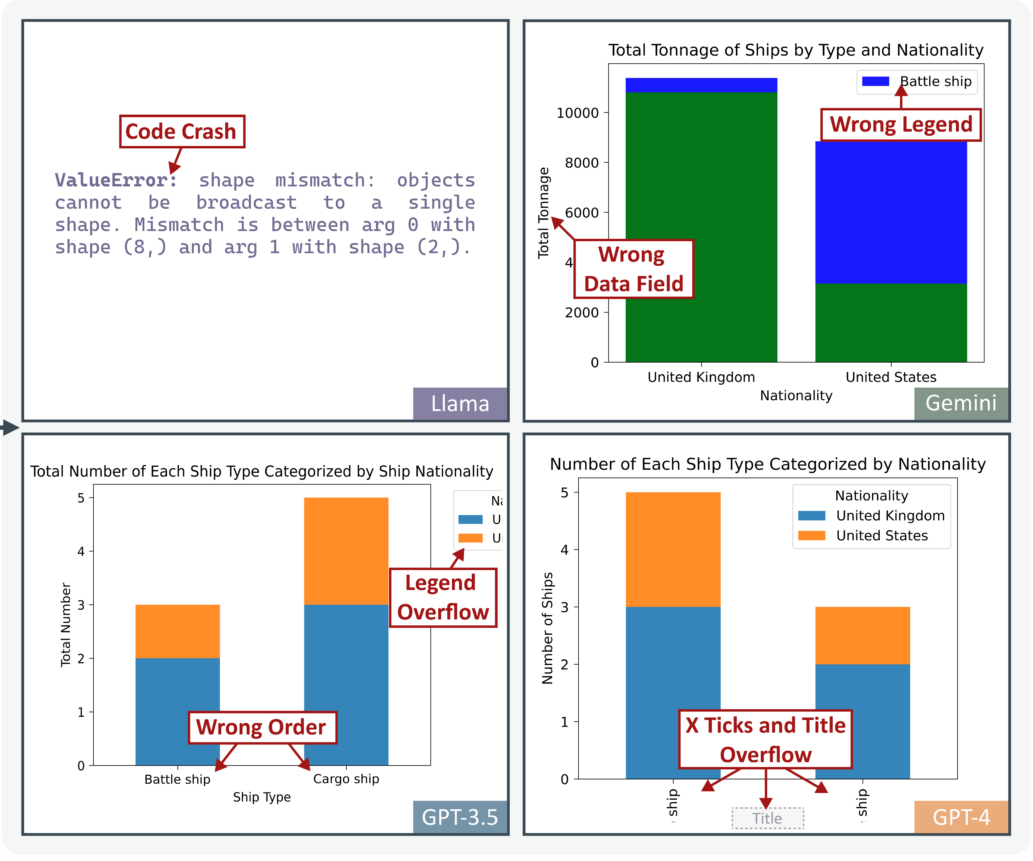 Code Crash
ValueError: shape mismatch: objects
cannot be broadcast to a single
shape. Mismatch is between arg 0 with
shape (8,) and arg 1 with shape (2,).
Llama
Total Tonnage of Ships by Type and Nationality
Battle ship
Wrong Legend
10000
8000
6000
4
2000
0
Total Tonnage
Wrong
Data Field
United Kingdom
United States
Nationality
Gemini
Total Number of Each Ship Type Categorized by Ship Nationality
Na
U
U
Legend
Overflow
5
4
3
2
1
0
Total Number
Wrong Order
Battle ship
Cargo ship
Ship Type
GPT-3.5
Number of Each Ship Type Categorized by Nationality
Nationality
United Kingdom
United States
5
4
3
2
1
0
Number of Ships
X Ticks and Title
Overflow
ship
ship
Title
GPT-4